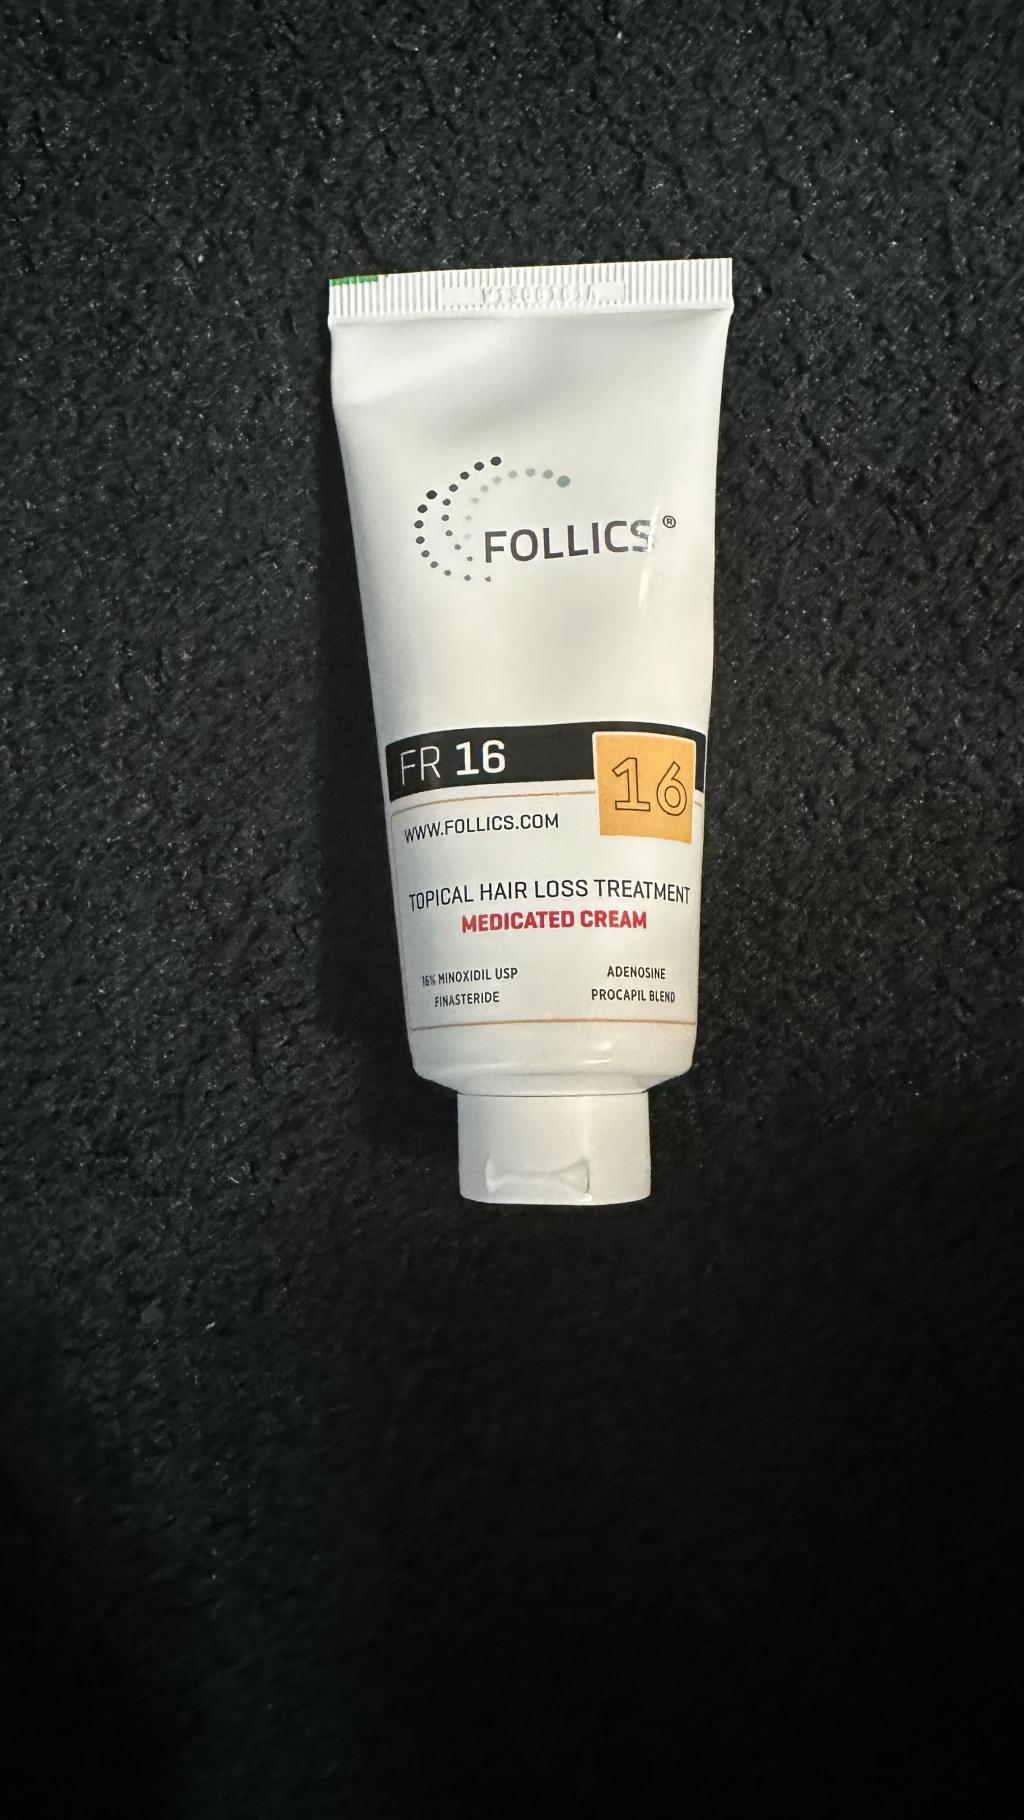 FOLLICS®
FR 16
16
WWW.FOLLICS.COM
TOPICAL HAIR LOSS TREATMENT
MEDICATED CREAM
16% MINOXIDIL USP
FINASTERIDE
ADENOSINE
PROCAPIL BLEND